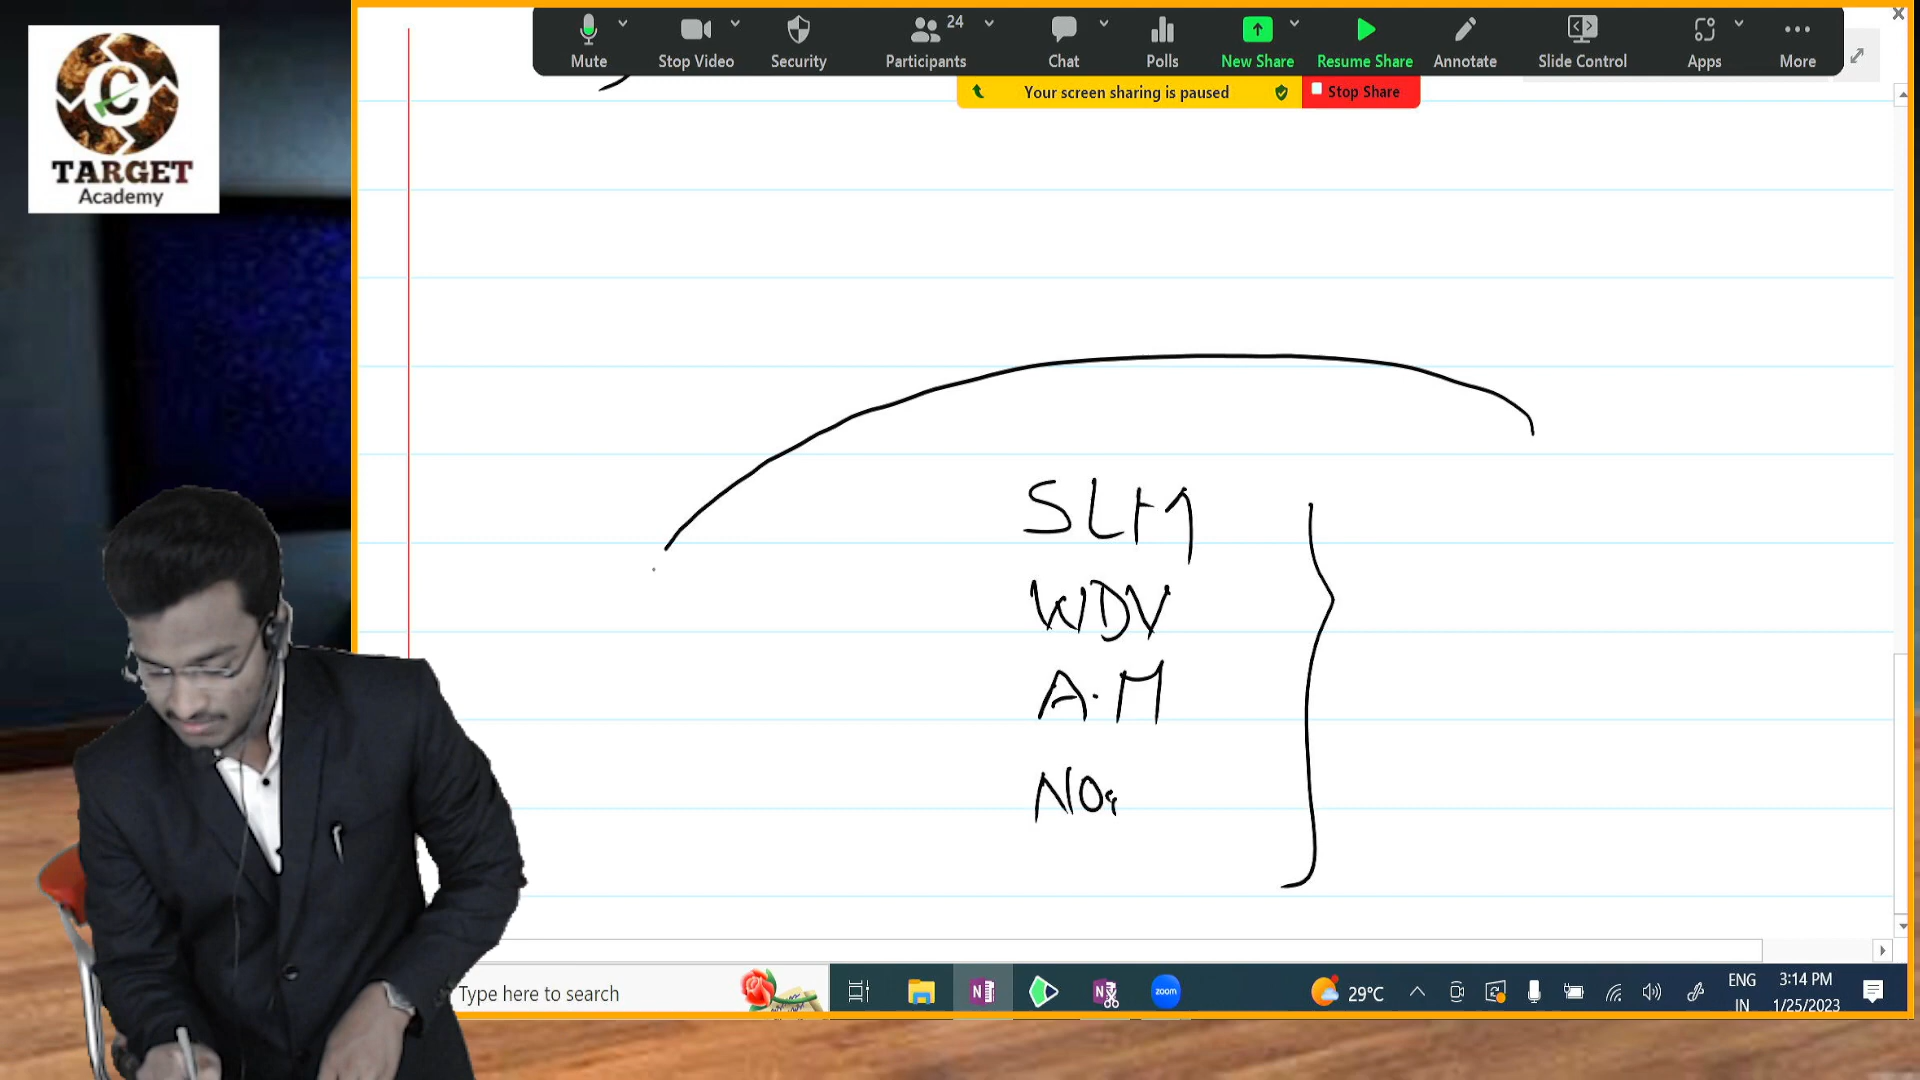 TARGET
Academy
Mute
Stop Video
Security
Participants
24
Chat
Polls
New Share
Resume Share
Annotate
Slide Control
Apps
More
Your screen sharing is paused
Stop Share
SLM
WDV
A.M
Type here to search
zoom
29°C
ENG
IN
3:14 PM
1/25/2023